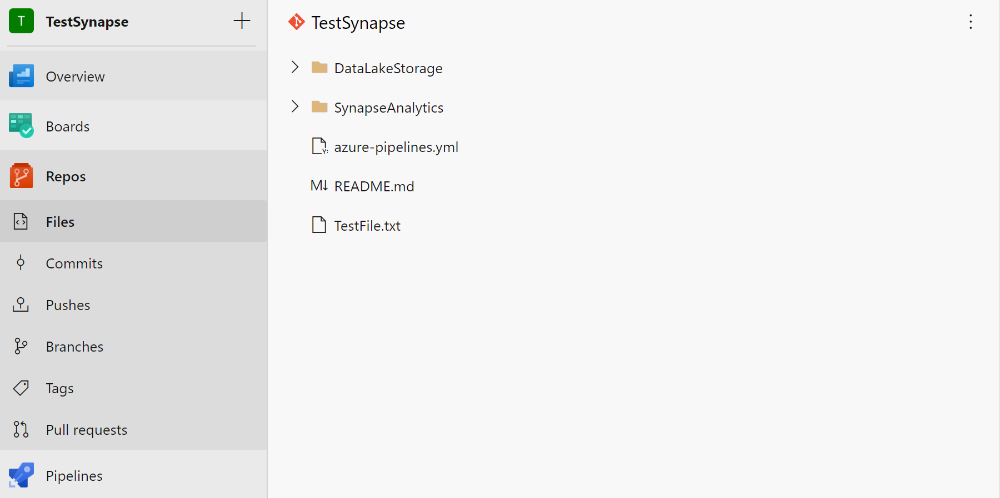 T TestSynapse
Overview
Boards
Repos
Files
Commits
Pushes
Branches
Tags
Pull requests
Pipelines
TestSynapse
DataLakeStorage
SynapseAnalytics
Y: azure-pipelines.yml
M↓ README.md
TestFile.txt